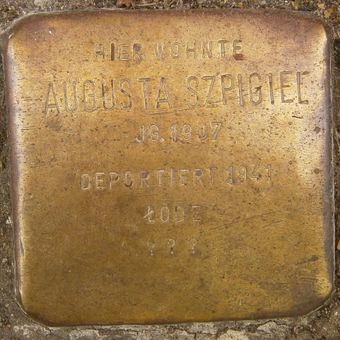 HIER WOHNTE
AUGUSTA SZPIGIEL
JG. 1907
DEPORTIERT 1941
ŁODZ
? ? ?